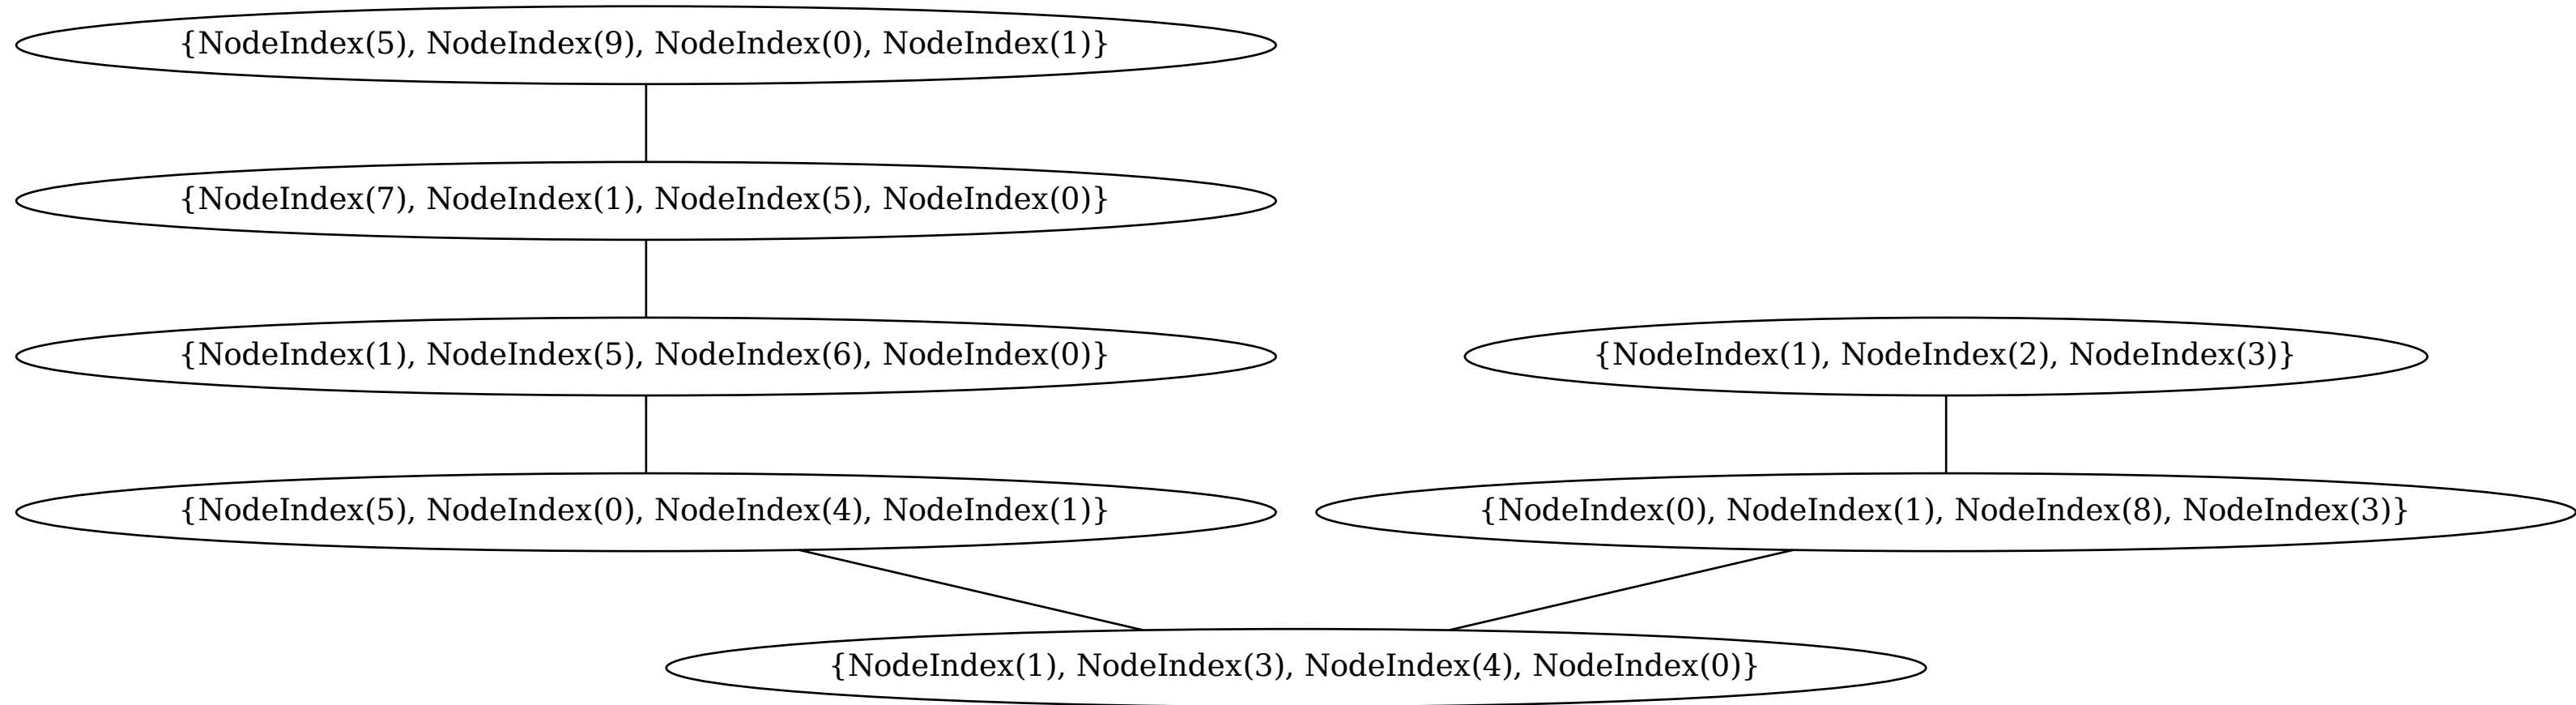 {NodeIndex(5), NodeIndex(9), NodeIndex(0), NodeIndex(1)}
{NodeIndex(7), NodeIndex(1), NodeIndex(5), NodeIndex(0)}
{NodeIndex(1), NodeIndex(5), NodeIndex(6), NodeIndex(0)}
{NodeIndex(1), NodeIndex(2), NodeIndex(3)}
{NodeIndex(5), NodeIndex(0), NodeIndex(4), NodeIndex(1)}
{NodeIndex(0), NodeIndex(1), NodeIndex(8), NodeIndex(3)}
{NodeIndex(1), NodeIndex(3), NodeIndex(4), NodeIndex(0)}